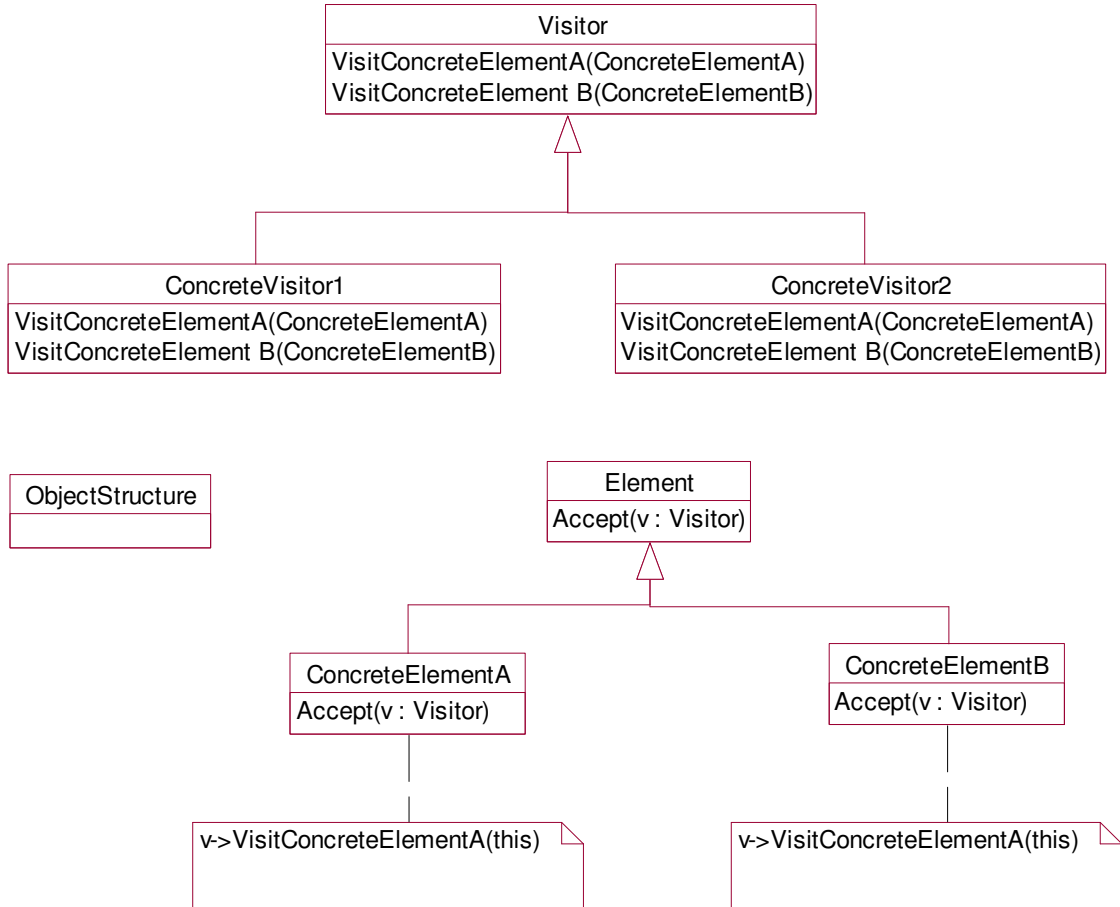 Visitor
VisitConcreteElementA(ConcreteElementA)
VisitConcreteElement B(ConcreteElementB)
ConcreteVisitor1
VisitConcreteElementA(ConcreteElementA)
VisitConcreteElement B(ConcreteElementB)
ConcreteVisitor2
VisitConcreteElementA(ConcreteElementA)
VisitConcreteElement B(ConcreteElementB)
ObjectStructure
Element
Accept(v : Visitor)
ConcreteElementA
Accept(v : Visitor)
ConcreteElementB
Accept(v : Visitor)
v->VisitConcreteElementA(this)
v->VisitConcreteElementA(this)